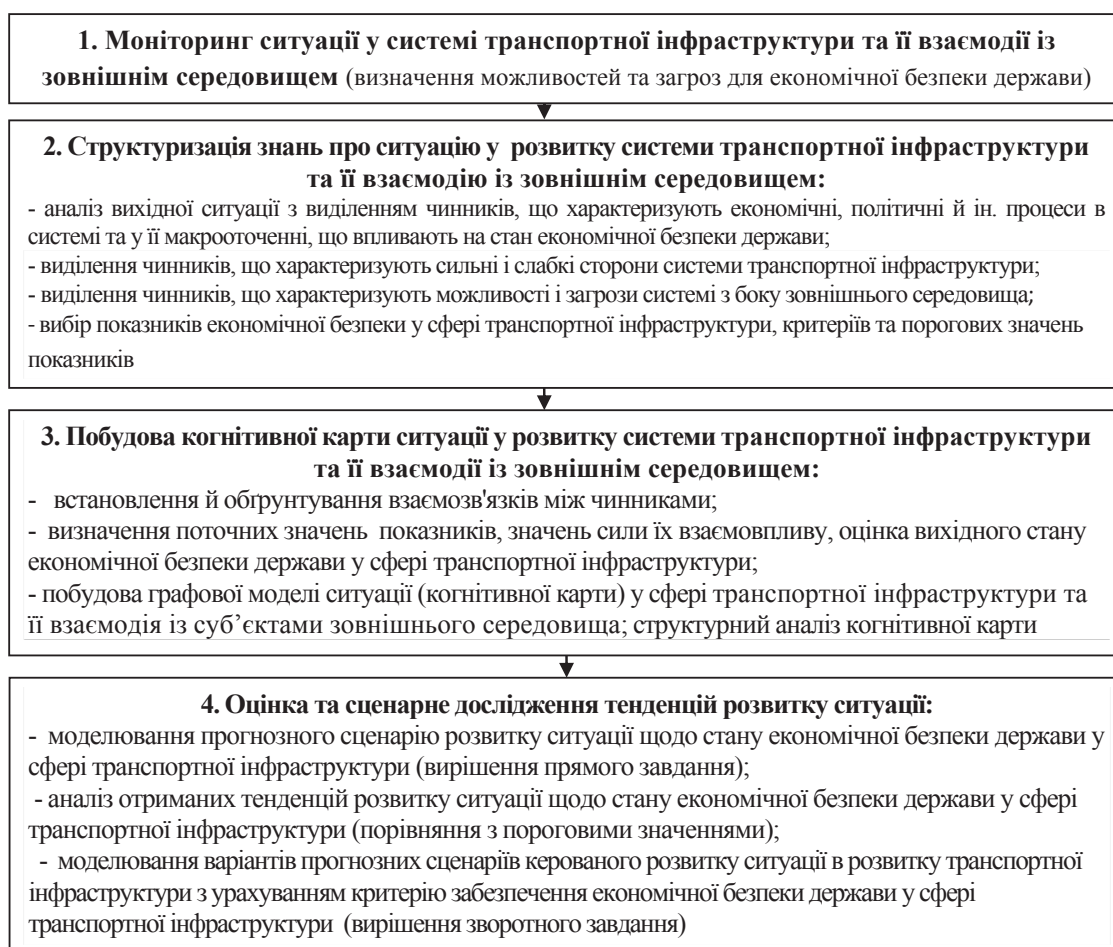 1. Моніторинг ситуації у системі транспортної інфраструктури та її взаємодії із
зовнішнім середовищем (визначення можливостей та загроз для економічної безпеки держави)
2. Структуризація знань про ситуацію у розвитку системи транспортної інфраструктури
та її взаємодію із зовнішнім середовищем:
- аналіз вихідної ситуації з виділенням чинників, що характеризують економічні, політичні й ін. процеси в
системі та у її макрооточенні, що впливають на стан економічної безпеки держави;
- виділення чинників, що характеризують сильні і слабкі сторони системи транспортної інфраструктури;
- виділення чинників, що характеризують можливості і загрози системі з боку зовнішнього середовища;
- вибір показників економічної безпеки у сфері транспортної інфраструктури, критеріїв та порогових значень
показників
3. Побудова когнітивної карти ситуації у розвитку системи транспортної інфраструктури
та її взаємодії із зовнішнім середовищем:
- встановлення й обґрунтування взаємозв'язків між чинниками;
- визначення поточних значень показників, значень сили їх взаємовпливу, оцінка вихідного стану
економічної безпеки держави у сфері транспортної інфраструктури;
- побудова графової моделі ситуації (когнітивної карти) у сфері транспортної інфраструктури та
її взаємодія із суб’єктами зовнішнього середовища; структурний аналіз когнітивної карти
4. Оцінка та сценарне дослідження тенденцій розвитку ситуації:
- моделювання прогнозного сценарію розвитку ситуації щодо стану економічної безпеки держави у
сфері транспортної інфраструктури (вирішення прямого завдання);
- аналіз отриманих тенденцій розвитку ситуації щодо стану економічної безпеки держави у сфері
транспортної інфраструктури (порівняння з пороговими значеннями);
- моделювання варіантів прогнозних сценаріїв керованого розвитку ситуації в розвитку транспортної
інфраструктури з урахуванням критерію забезпечення економічної безпеки держави у сфері
транспортної інфраструктури (вирішення зворотного завдання)